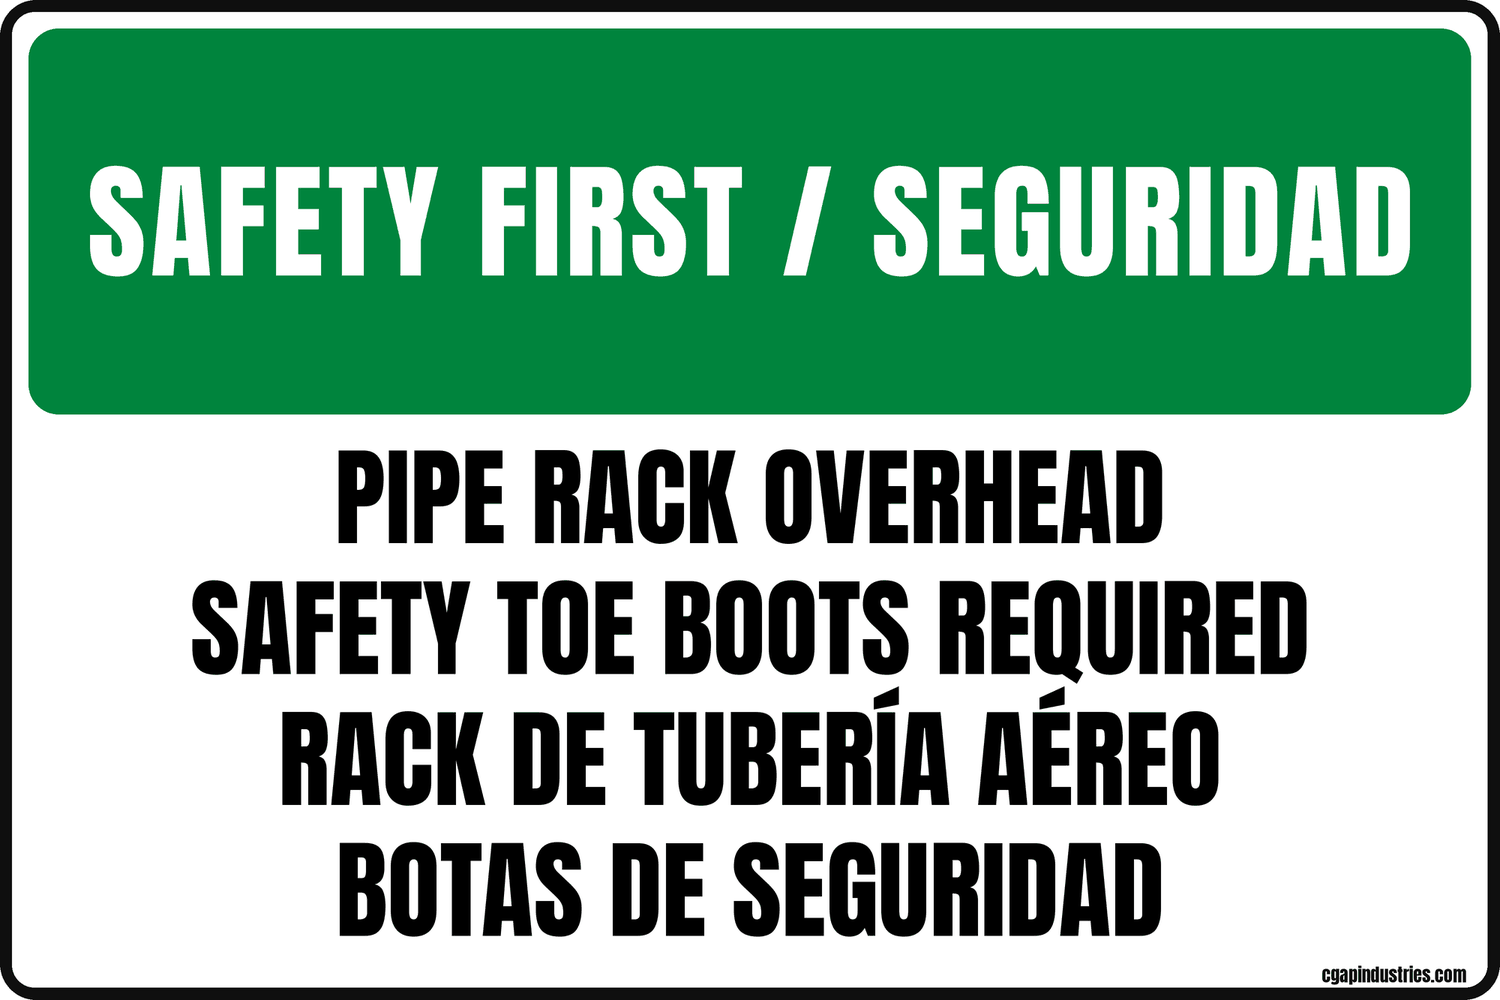 SAFETY FIRST / SEGURIDAD
PIPE RACK OVERHEAD
SAFETY TOE BOOTS REQUIRED
RACK DE TUBERÍA AÉREO
BOTAS DE SEGURIDAD
cgapindustries.com